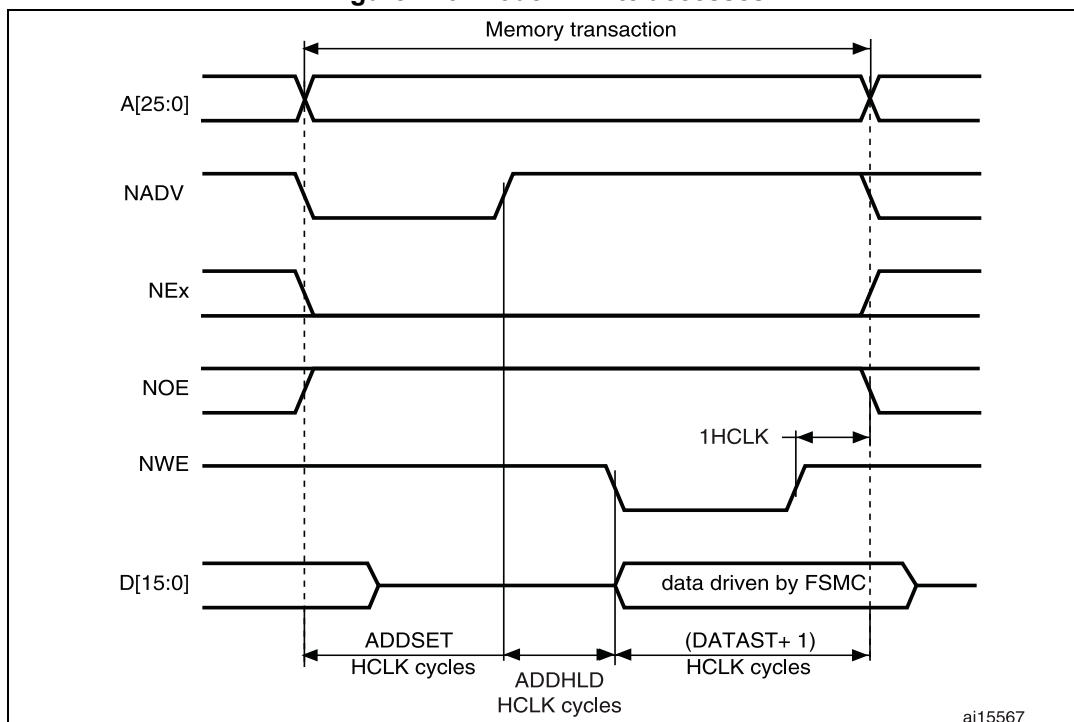 Memory transaction
A[25:0]
NADV
NEx
NOE
1HCLK
NWE
D[15:0]
data driven by FSMC
ADDSET
HCLK cycles
(DATAST+ 1)
HCLK cycles
ADDHLD
HCLK cycles
ai15567